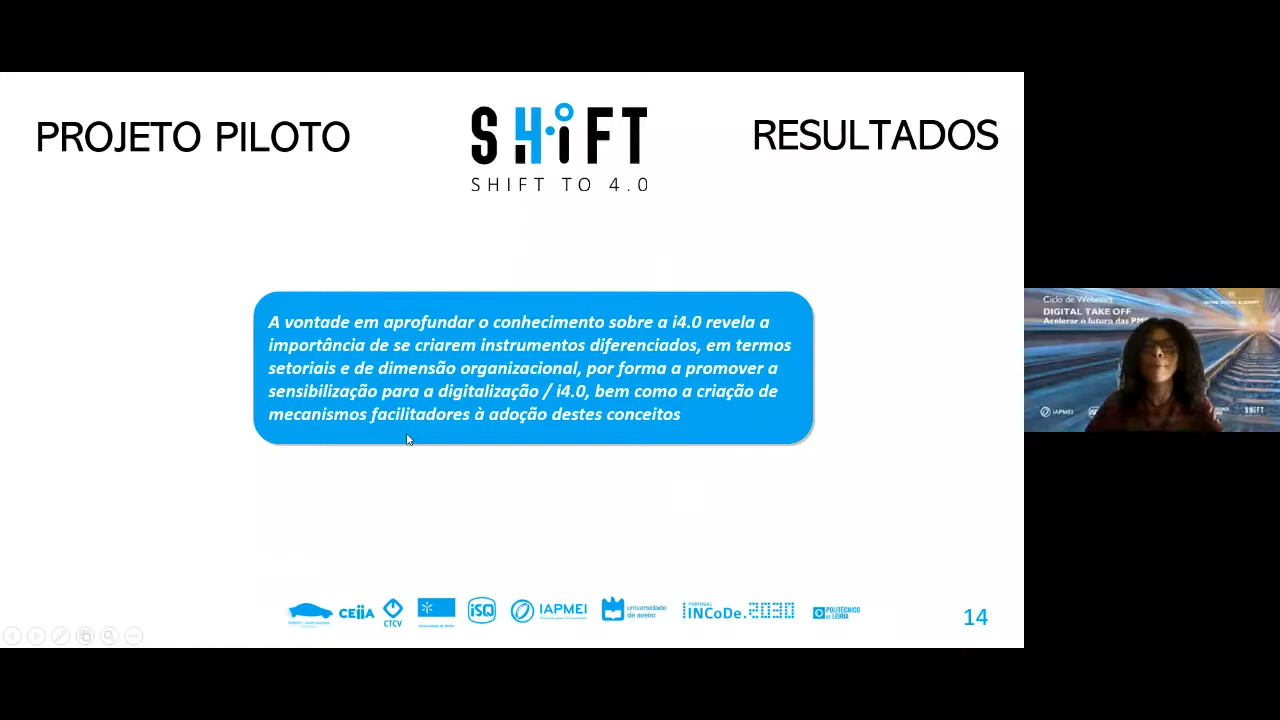 PROJETO PILOTO
SHiFT
SHIFT TO 4.0
RESULTADOS
A vontade em aprofundar o conhecimento sobre a i4.0 revela a
importância de se criarem instrumentos diferenciados, em termos
setoriais e de dimensão organizacional, por forma a promover a
sensibilização para a digitalização / i4.0, bem como a criação de
mecanismos facilitadores à adoção destes conceitos
Ciclo de Webinars
DIGITAL TAKE OFF
Acelerar o futuro das PM
IAPMEI
SHiFT
CEiiA
CTCV
iSQ
IAPMEI
universidade
de aveiro
PORTUGAL
INCoDe.2030
POLITÉCNICO
DE LEIRIA
14